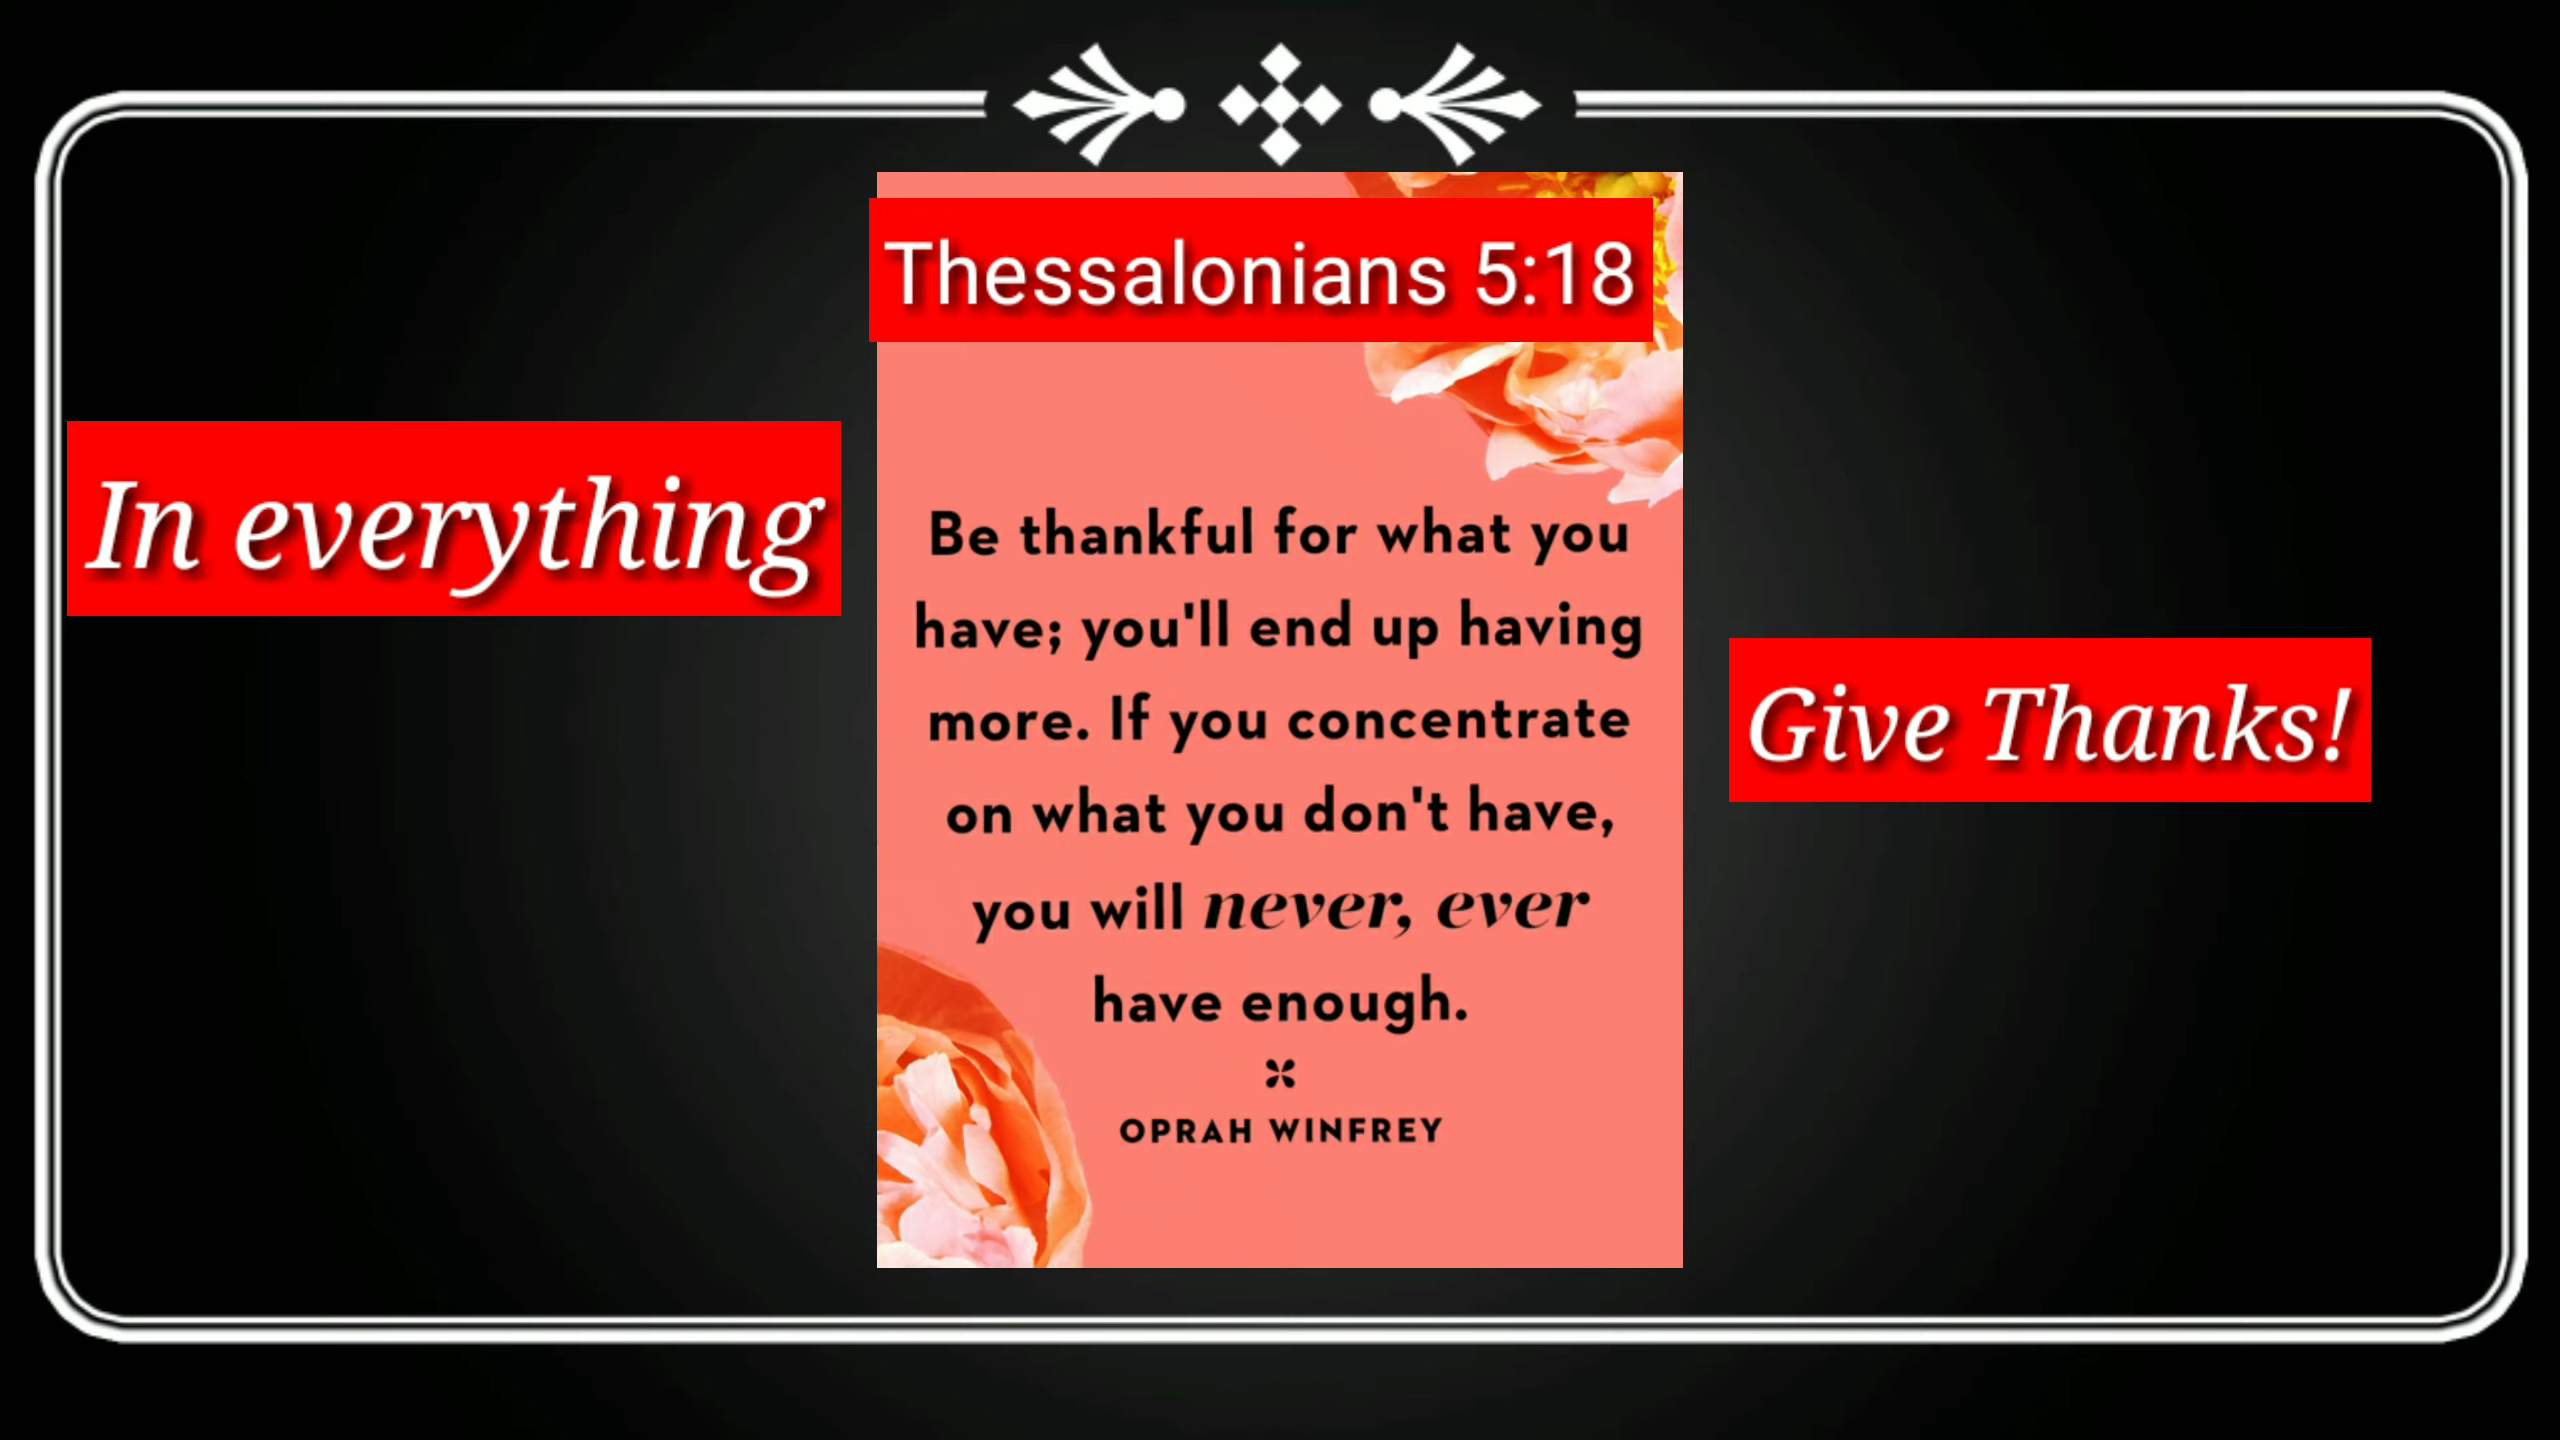 Thessalonians 5:18
In everything
Give Thanks!
Be thankful for what you
have; you'll end up having
more. If you concentrate
on what you don't have,
you will never, ever
have enough.
OPRAH WINFREY